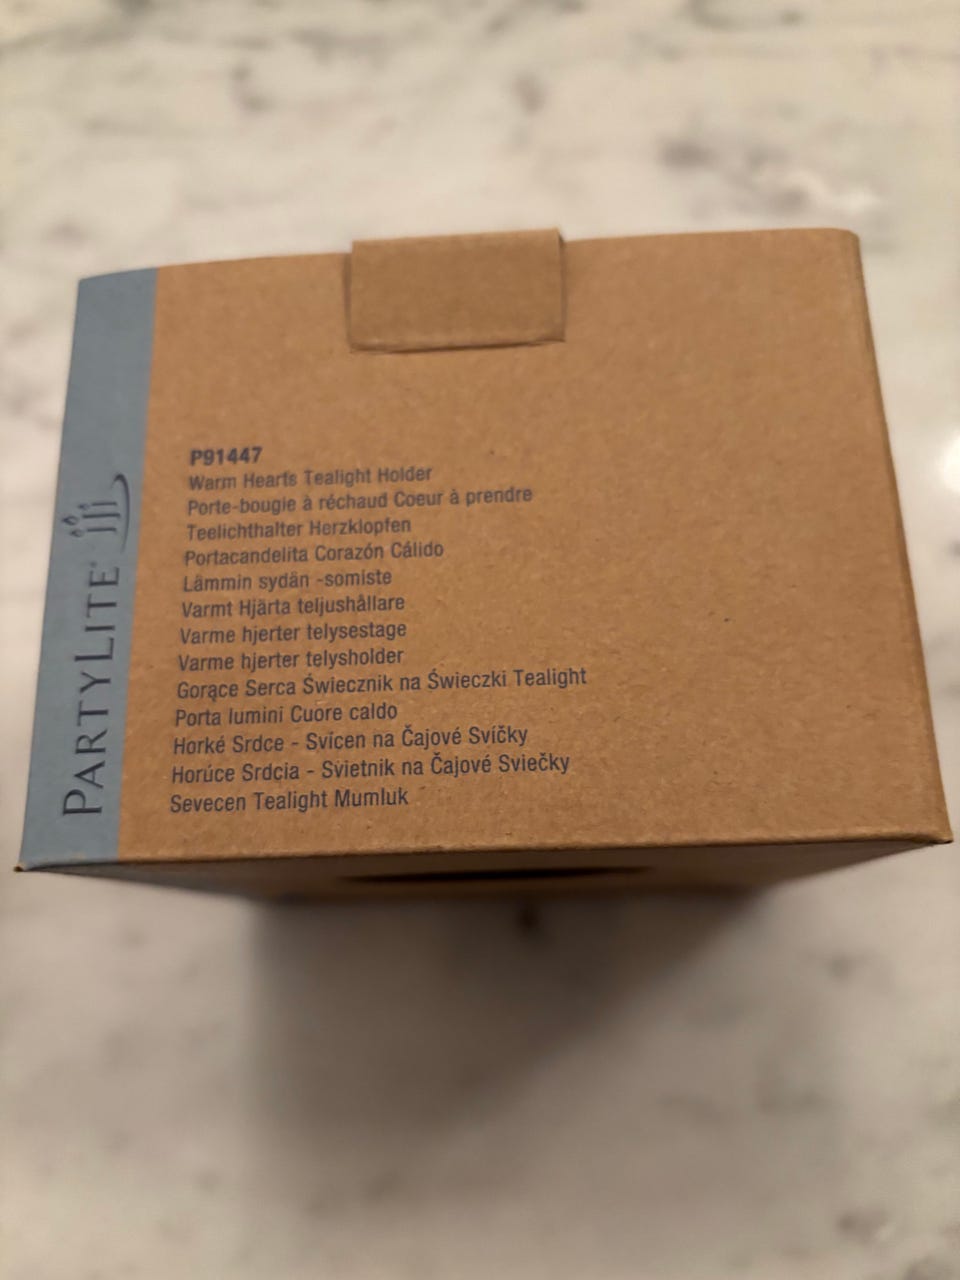 PARTYLITE
P91447
Warm Hearts Tealight Holder
Porte-bougie à réchaud Coeur à prendre
Teelichthalter Herzklopfen
Portacandelita Corazón Cálido
Lämmin sydän -somiste
Varmt Hjärta teljushållare
Varme hjerter telysestage
Varme hjerter telysholder
Gorące Serca Świecznik na Świeczki Tealight
Porta lumini Cuore caldo
Horké Srdce - Svícen na Čajové Svíčky
Horúce Srdcia - Svietnik na Čajové Sviečky
Sevecen Tealight Mumluk